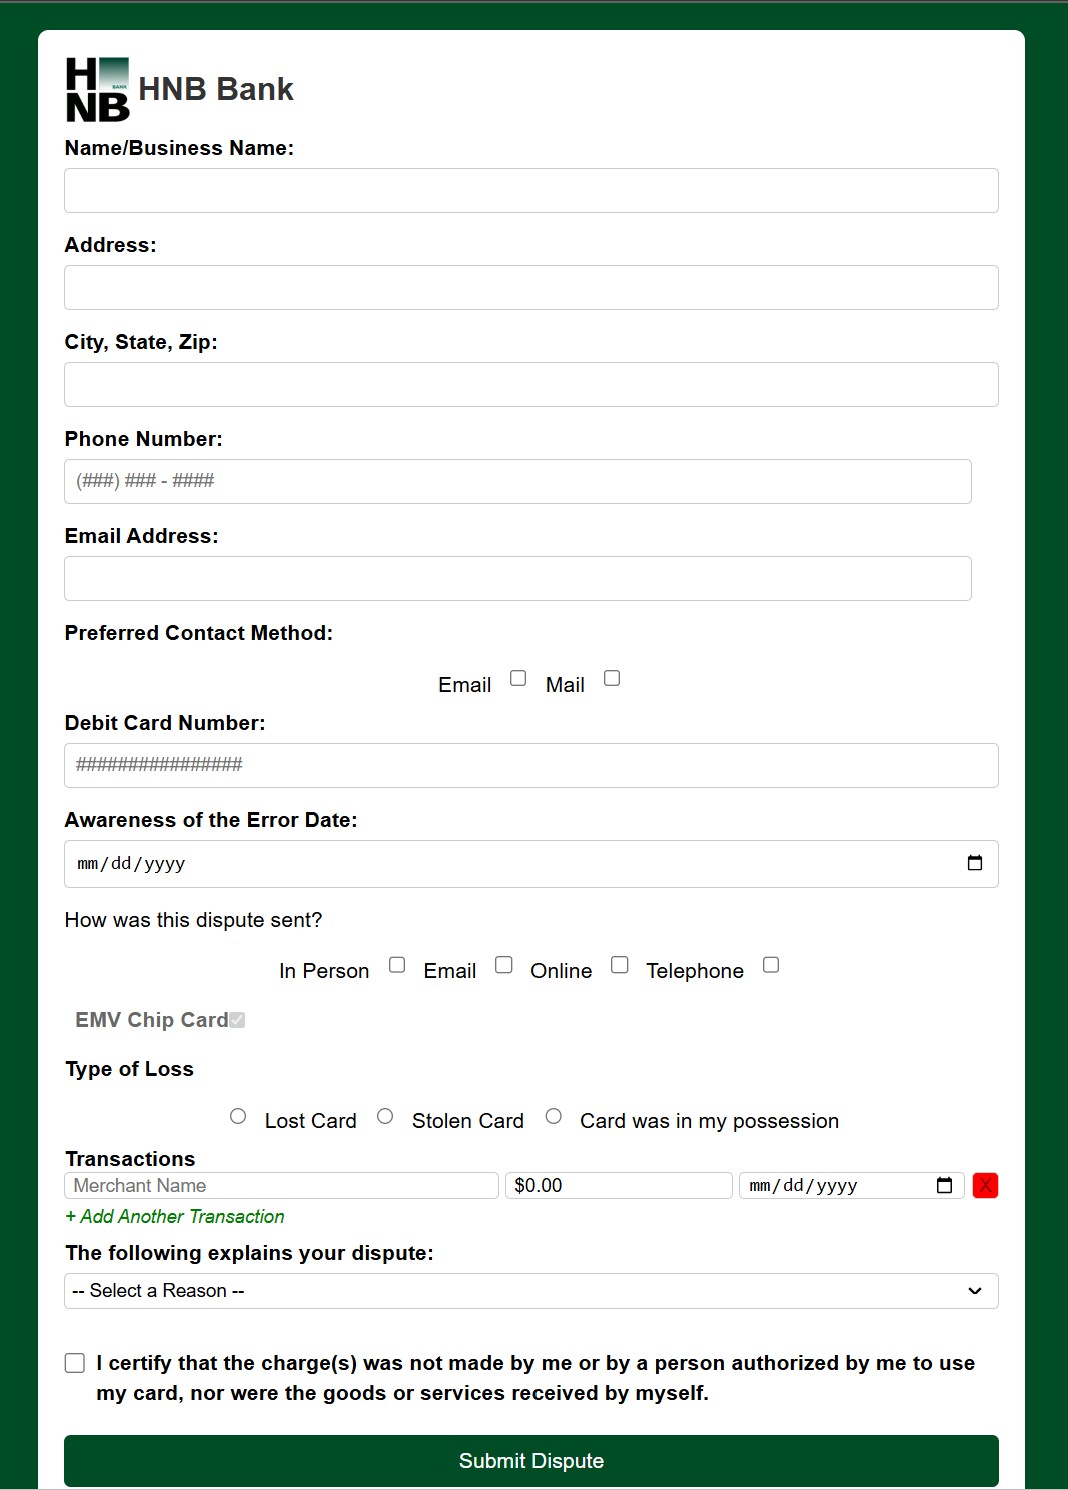 H
BANK
NB
HNB Bank
Name/Business Name:
Address:
City, State, Zip:
Phone Number:
(###) ### - ####
Email Address:
Preferred Contact Method:
Email Mail
Debit Card Number:
################
Awareness of the Error Date:
mm/dd/yyyy
How was this dispute sent?
In Person Email Online Telephone
EMV Chip Card
Type of Loss
Lost Card Stolen Card Card was in my possession
Transactions
Merchant Name $0.00 mm/dd/yyyy X
+ Add Another Transaction
The following explains your dispute:
-- Select a Reason --
I certify that the charge(s) was not made by me or by a person authorized by me to use
my card, nor were the goods or services received by myself.
Submit Dispute